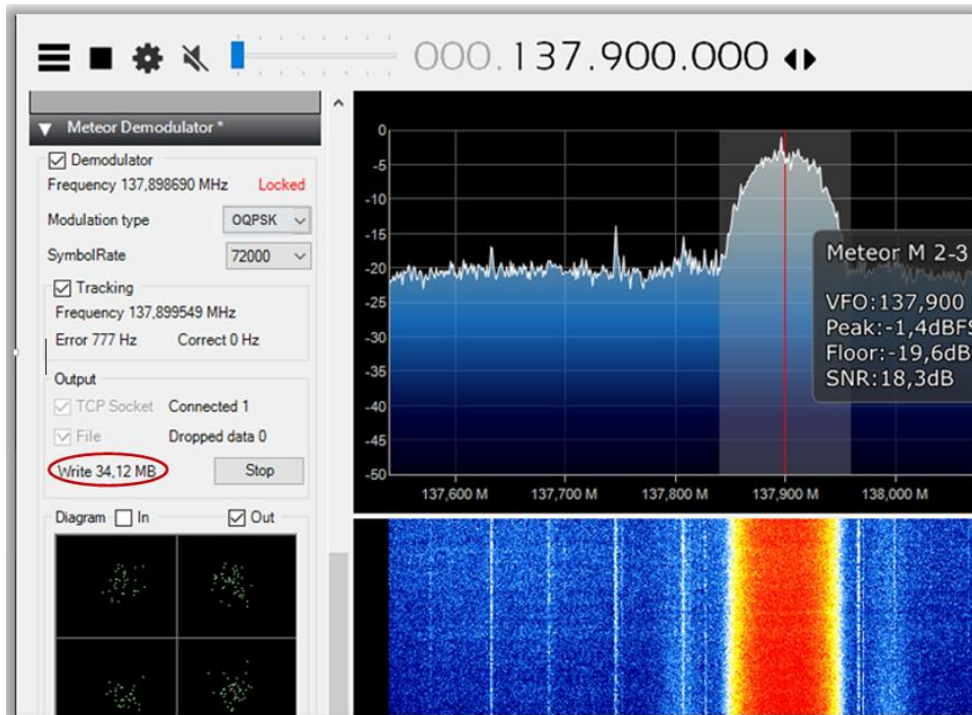 000.137.900.000
Meteor Demodulator *
Demodulator
Frequency 137,898690 MHz Locked
Modulation type OQPSK
SymbolRate 72000
Tracking
Frequency 137,899549 MHz
Error 777 Hz Correct 0 Hz
Output
TCP Socket Connected 1
File Dropped data 0
Write 34,12 MB Stop
Diagram In Out
0
-5
-10
-15
-20
-25
-30
-35
-40
-45
-50
137,600 M 137,700 M 137,800 M 137,900 M 138,000 M
Meteor M 2-3
VFO:137,900
Peak:-1,4dBFS
Floor:-19,6dB
SNR:18,3dB